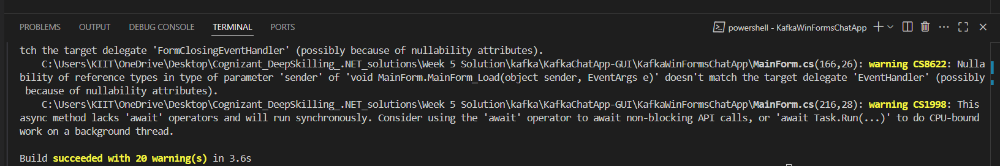 PROBLEMS OUTPUT DEBUG CONSOLE TERMINAL PORTS powershell - KafkaWinFormsChatApp
tch the target delegate 'FormClosingEventHandler' (possibly because of nullability attributes).
C:\Users\KIIT\OneDrive\Desktop\Cognizant_DeepSkilling_.NET_solutions\Week 5 Solution\kafka\KafkaChatApp-GUI\KafkaWinFormsChatApp\MainForm.cs(166,26): warning CS8622: Nulla
bility of reference types in type of parameter 'sender' of 'void MainForm.MainForm_Load(object sender, EventArgs e)' doesn't match the target delegate 'EventHandler' (possibly
because of nullability attributes).
C:\Users\KIIT\OneDrive\Desktop\Cognizant_DeepSkilling_.NET_solutions\Week 5 Solution\kafka\KafkaChatApp-GUI\KafkaWinFormsChatApp\MainForm.cs(216,28): warning CS1998: This
async method lacks 'await' operators and will run synchronously. Consider using the 'await' operator to await non-blocking API calls, or 'await Task.Run(...)' to do CPU-bound
work on a background thread.
Build succeeded with 20 warning(s) in 3.6s